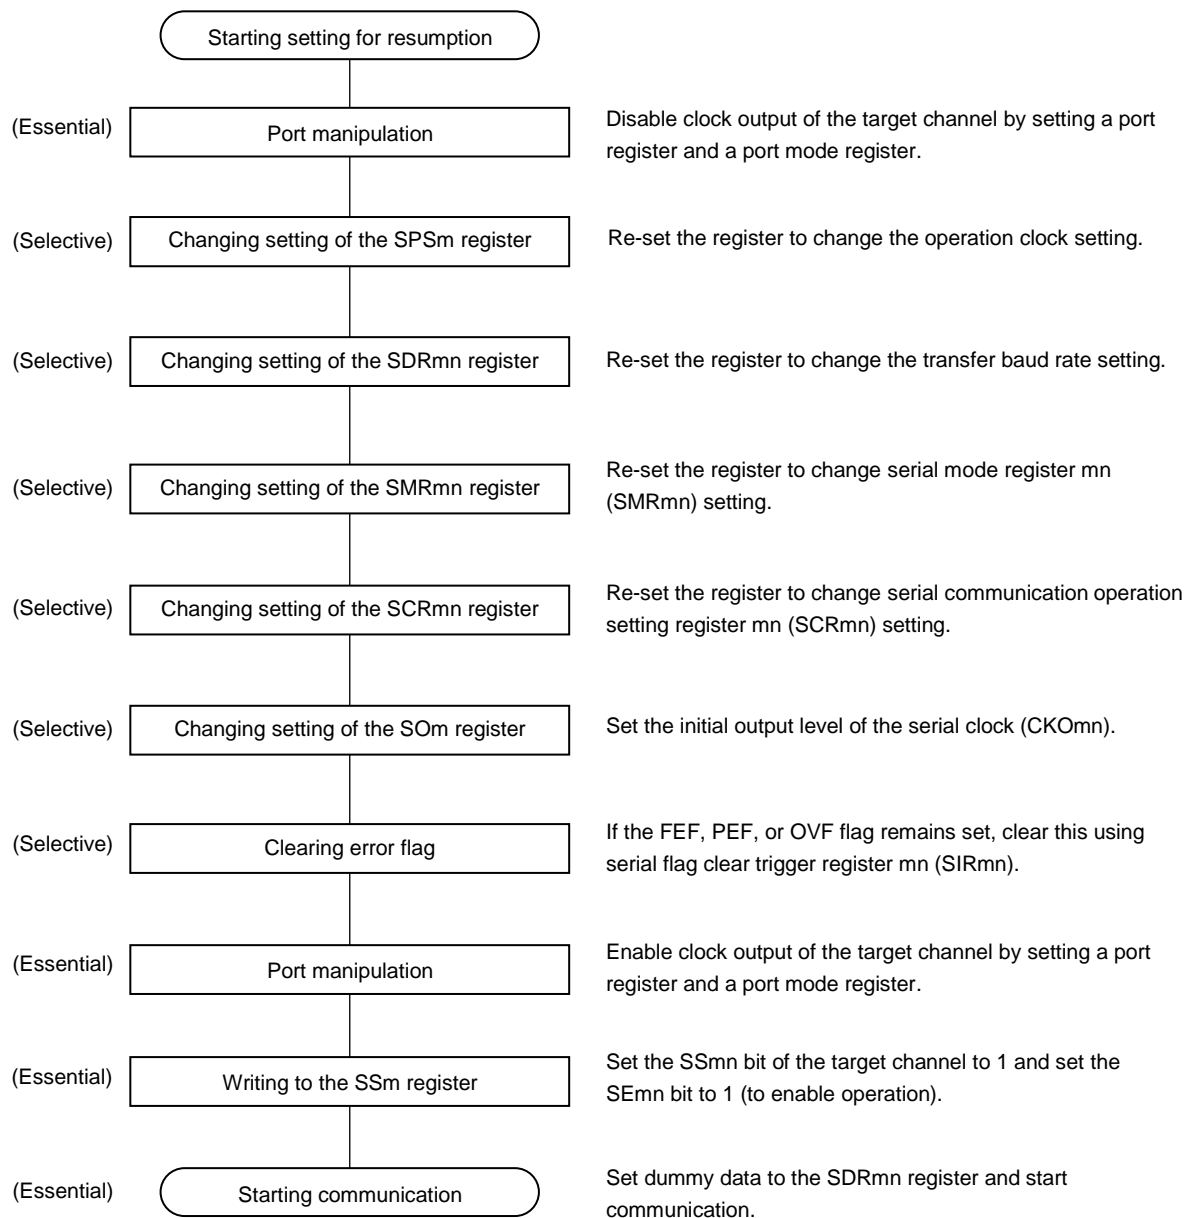 Starting setting for resumption
(Essential)
Port manipulation
Disable clock output of the target channel by setting a port
register and a port mode register.
(Selective)
Changing setting of the SPSm register
Re-set the register to change the operation clock setting.
(Selective)
Changing setting of the SDRmn register
Re-set the register to change the transfer baud rate setting.
(Selective)
Changing setting of the SMRmn register
Re-set the register to change serial mode register mn
(SMRmn) setting.
(Selective)
Changing setting of the SCRmn register
Re-set the register to change serial communication operation
setting register mn (SCRmn) setting.
(Selective)
Changing setting of the SOm register
Set the initial output level of the serial clock (CKOmn).
(Selective)
Clearing error flag
If the FEF, PEF, or OVF flag remains set, clear this using
serial flag clear trigger register mn (SIRmn).
(Essential)
Port manipulation
Enable clock output of the target channel by setting a port
register and a port mode register.
(Essential)
Writing to the SSm register
Set the SSmn bit of the target channel to 1 and set the
SEmn bit to 1 (to enable operation).
(Essential)
Starting communication
Set dummy data to the SDRmn register and start
communication.